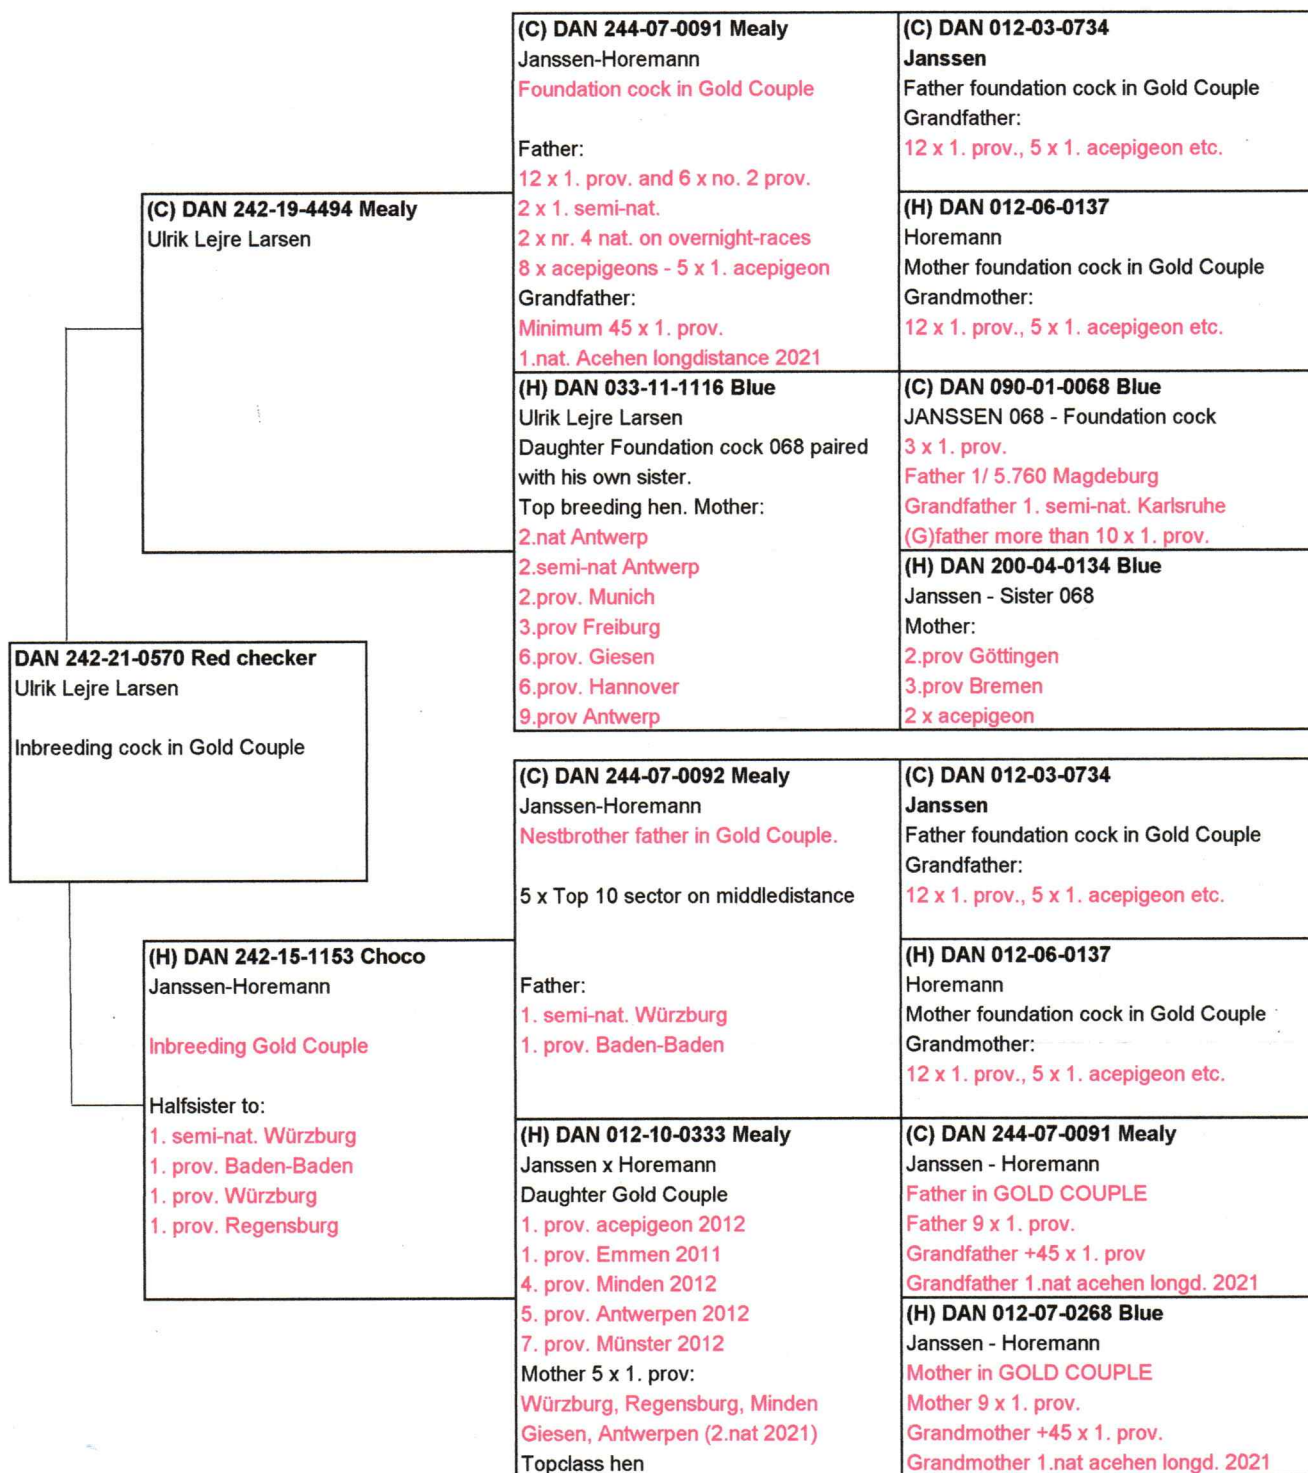 (C) DAN 244-07-0091 Mealy
Janssen-Horemann
Foundation cock in Gold Couple
Father:
12 x 1. prov. and 6 x no. 2 prov.
2 x 1. semi-nat.
2 x nr. 4 nat. on overnight-races
8 x acepigeons - 5 x 1. acepigeon
Grandfather:
Minimum 45 x 1. prov.
1.nat. Acehen longdistance 2021
(C) DAN 012-03-0734
Janssen
Father foundation cock in Gold Couple
Grandfather:
12 x 1. prov., 5 x 1. acepigeon etc.
(H) DAN 012-06-0137
Horemann
Mother foundation cock in Gold Couple
Grandmother:
12 x 1. prov., 5 x 1. acepigeon etc.
(C) DAN 242-19-4494 Mealy
Ulrik Lejre Larsen
(H) DAN 033-11-1116 Blue
Ulrik Lejre Larsen
Daughter Foundation cock 068 paired
with his own sister.
Top breeding hen. Mother:
2.nat Antwerp
2.semi-nat Antwerp
2.prov. Munich
3.prov Freiburg
6.prov. Giesen
6.prov. Hannover
9.prov Antwerp
(C) DAN 090-01-0068 Blue
JANSSEN 068 - Foundation cock
3 x 1. prov.
Father 1/ 5.760 Magdeburg
Grandfather 1. semi-nat. Karlsruhe
(G)father more than 10 x 1. prov.
(H) DAN 200-04-0134 Blue
Janssen - Sister 068
Mother:
2.prov Göttingen
3.prov Bremen
2 x acepigeon
DAN 242-21-0570 Red checker
Ulrik Lejre Larsen
Inbreeding cock in Gold Couple
(C) DAN 244-07-0092 Mealy
Janssen-Horemann
Nestbrother father in Gold Couple.
5 x Top 10 sector on middledistance
Father:
1. semi-nat. Würzburg
1. prov. Baden-Baden
(C) DAN 012-03-0734
Janssen
Father foundation cock in Gold Couple
Grandfather:
12 x 1. prov., 5 x 1. acepigeon etc.
(H) DAN 012-06-0137
Horemann
Mother foundation cock in Gold Couple
Grandmother:
12 x 1. prov., 5 x 1. acepigeon etc.
(H) DAN 242-15-1153 Choco
Janssen-Horemann
Inbreeding Gold Couple
Halfsister to:
1. semi-nat. Würzburg
1. prov. Baden-Baden
1. prov. Würzburg
1. prov. Regensburg
(H) DAN 012-10-0333 Mealy
Janssen x Horemann
Daughter Gold Couple
1. prov. acepigeon 2012
1. prov. Emmen 2011
4. prov. Minden 2012
5. prov. Antwerpen 2012
7. prov. Münster 2012
Mother 5 x 1. prov:
Würzburg, Regensburg, Minden
Giesen, Antwerpen (2.nat 2021)
Topclass hen
(C) DAN 244-07-0091 Mealy
Janssen - Horemann
Father in GOLD COUPLE
Father 9 x 1. prov.
Grandfather +45 x 1. prov
Grandfather 1.nat acehen longd. 2021
(H) DAN 012-07-0268 Blue
Janssen - Horemann
Mother in GOLD COUPLE
Mother 9 x 1. prov.
Grandmother +45 x 1. prov.
Grandmother 1.nat acehen longd. 2021